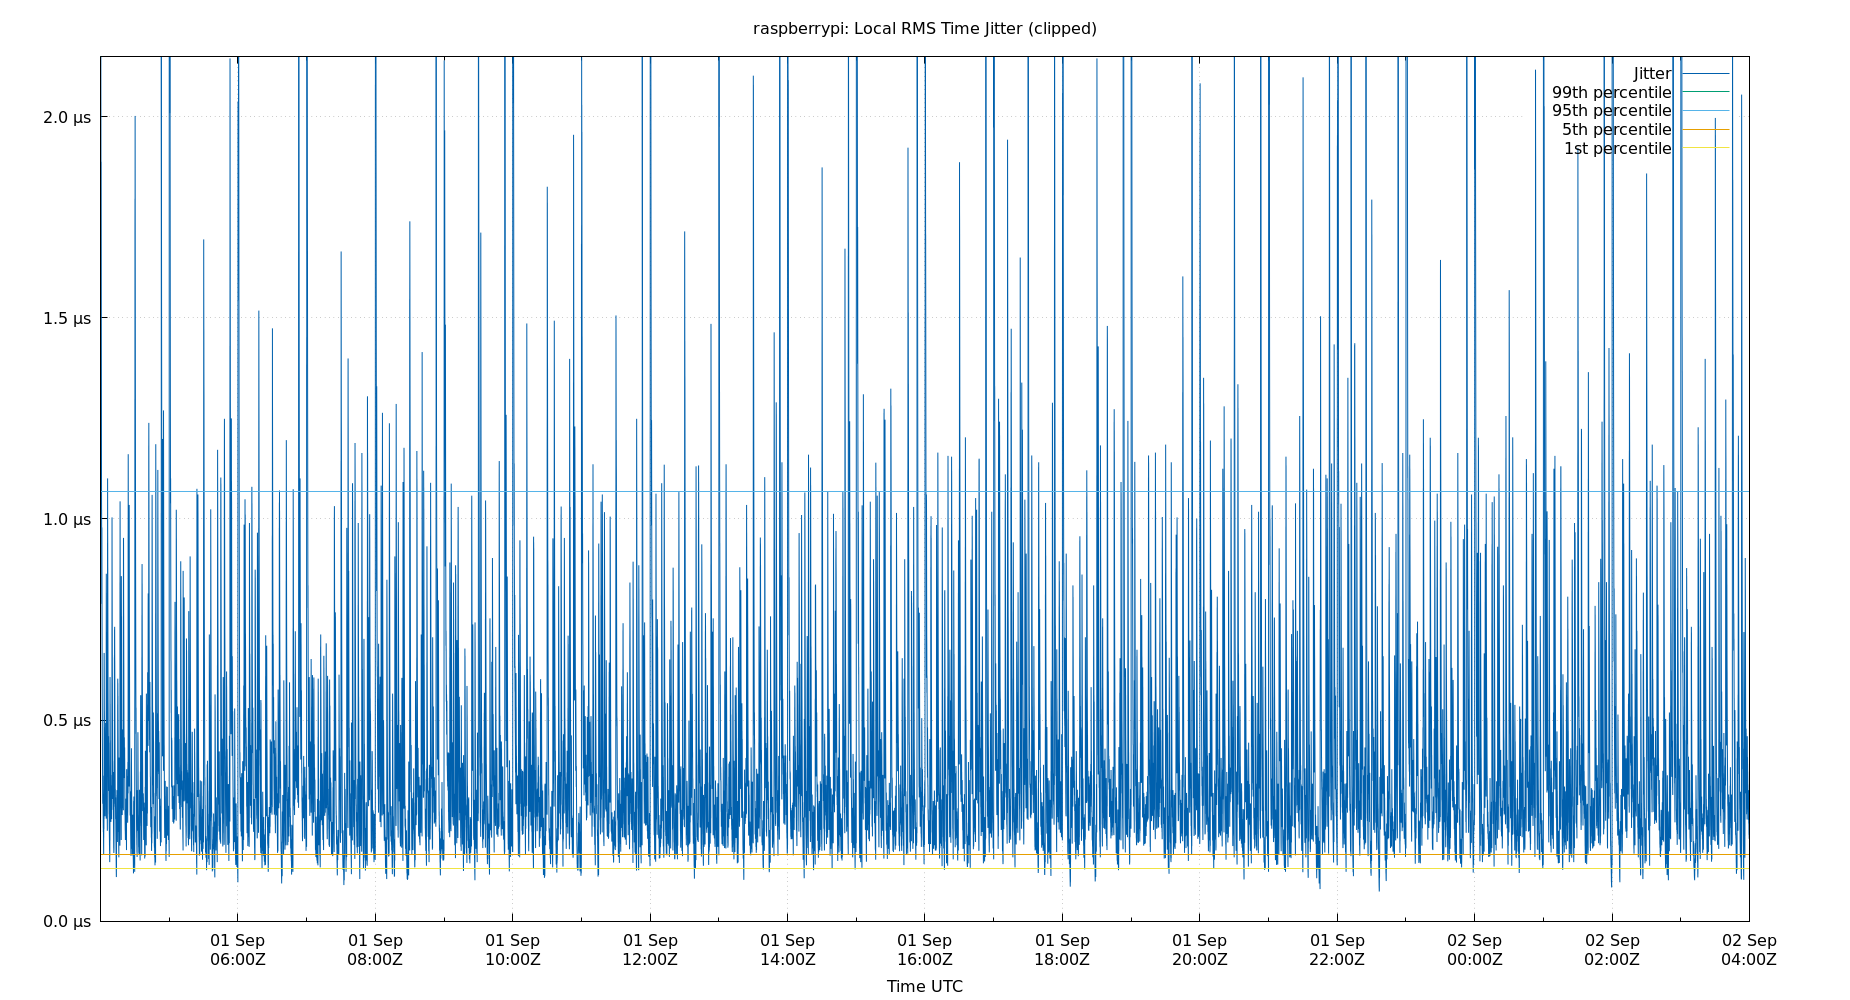 raspberrypi: Local RMS Time Jitter (clipped)
Jitter
99th percentile
95th percentile
5th percentile
1st percentile
2.0 μs
1.5 μs
1.0 μs
0.5 μs
0.0 μs
01 Sep 01 Sep 01 Sep 01 Sep 01 Sep 01 Sep 01 Sep 01 Sep 01 Sep 02 Sep 02 Sep 02 Sep
06:00Z 08:00Z 10:00Z 12:00Z 14:00Z 16:00Z 18:00Z 20:00Z 22:00Z 00:00Z 02:00Z 04:00Z
Time UTC